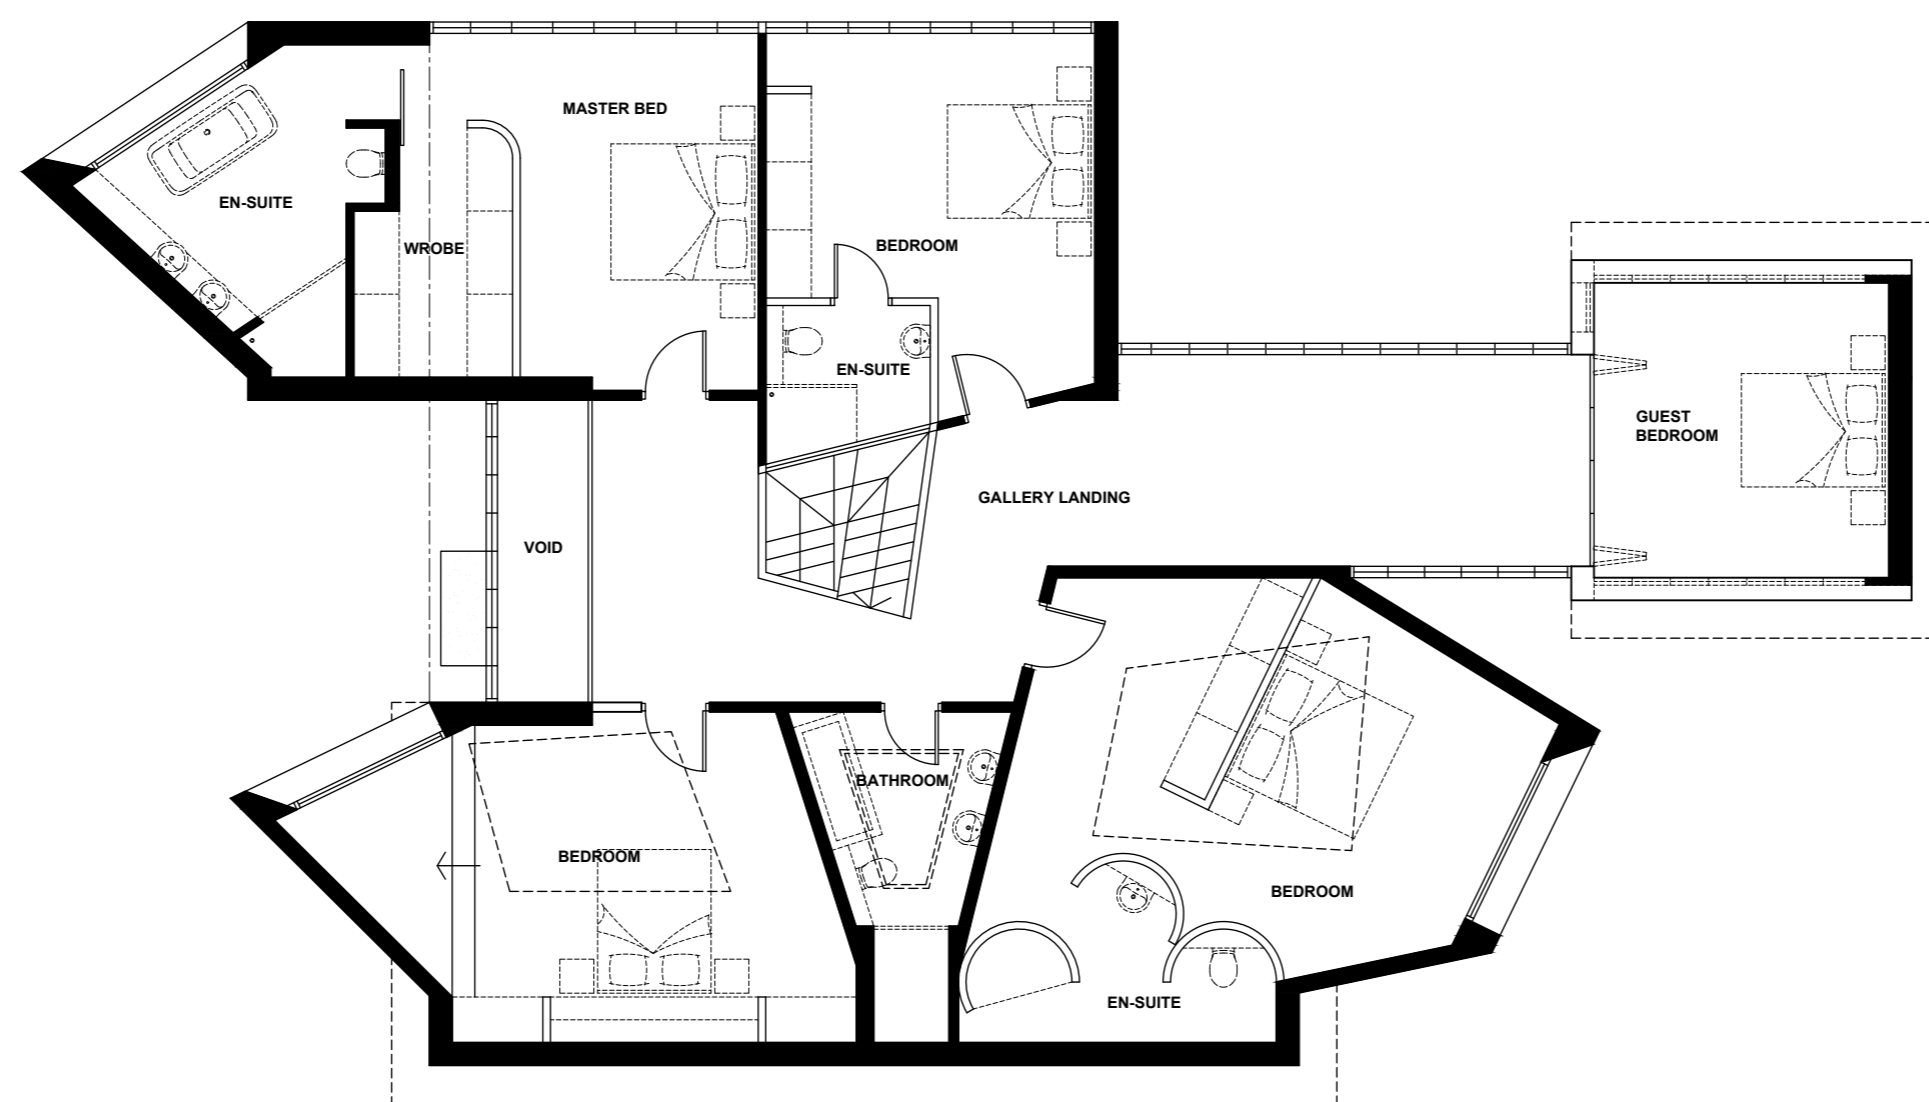 MASTER BED
EN-SUITE
WROBE
BEDROOM
EN-SUITE
GUEST
BEDROOM
GALLERY LANDING
VOID
BATHROOM
BEDROOM
BEDROOM
EN-SUITE